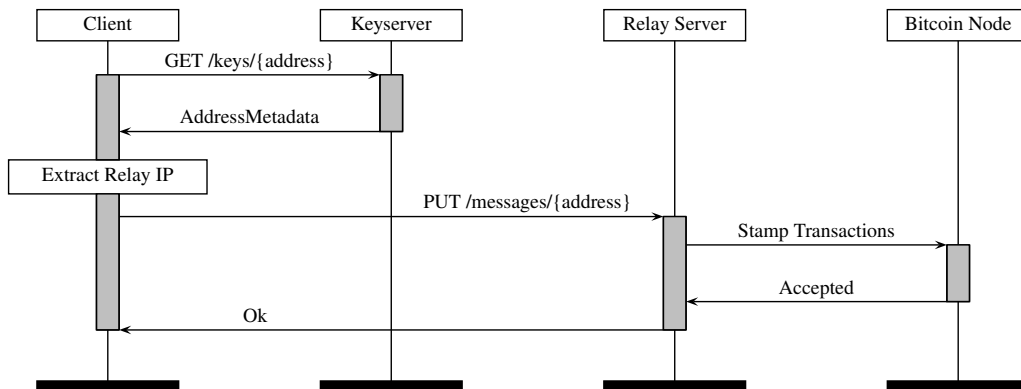 Client
Keyserver
Relay Server
Bitcoin Node
GET /keys/{address}
AddressMetadata
Extract Relay IP
PUT /messages/{address}
Stamp Transactions
Accepted
Ok